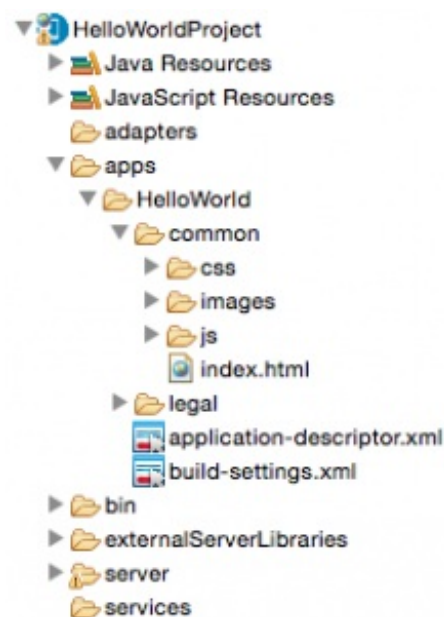 HelloWorldProject
Java Resources
JavaScript Resources
adapters
apps
HelloWorld
common
css
images
js
index.html
legal
application-descriptor.xml
build-settings.xml
bin
externalServerLibraries
server
services